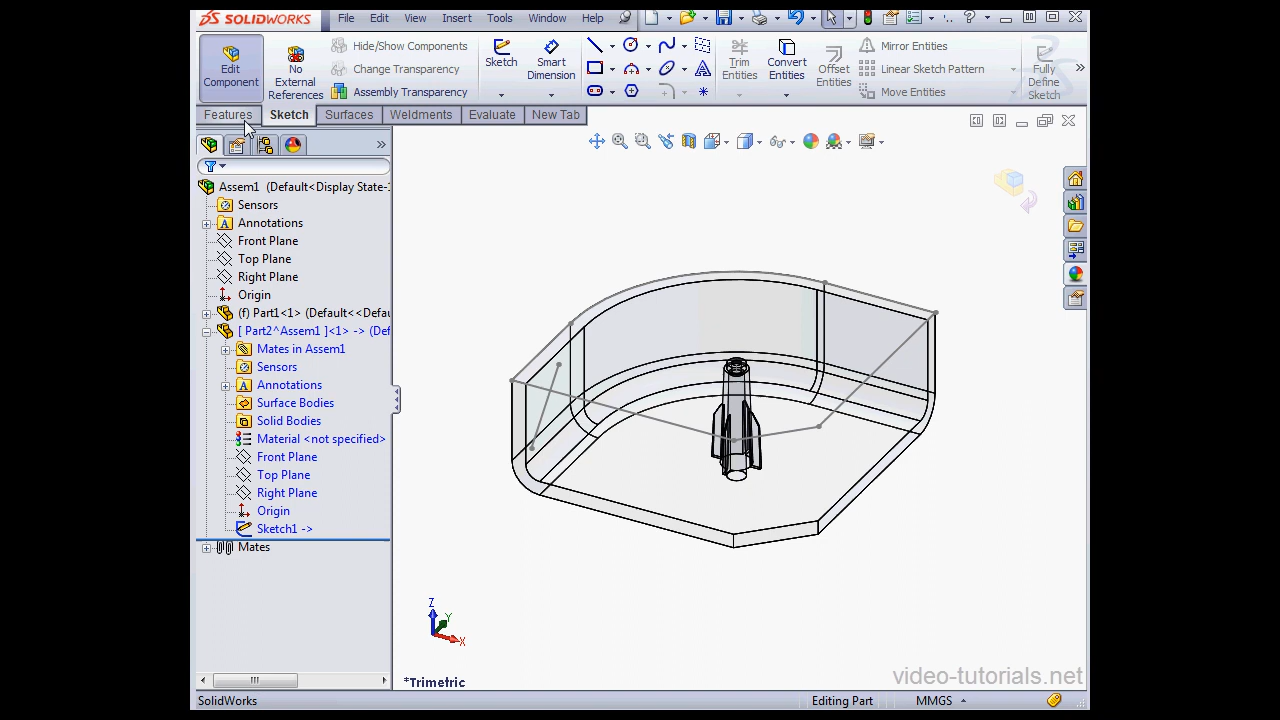 SOLIDWORKS File Edit View Insert Tools Window Help
Edit Component
No External References
Hide/Show Components
Change Transparency
Assembly Transparency
Sketch
Smart Dimension
Trim Entities
Convert Entities
Offset Entities
Mirror Entities
Linear Sketch Pattern
Move Entities
Fully Define Sketch
Features Sketch Surfaces Weldments Evaluate New Tab
Assem1 (Default<Display State-1
Sensors
Annotations
Front Plane
Top Plane
Right Plane
Origin
(f) Part1<1> (Default<<Defau
[ Part2^Assem1 ]<1> -> (Def
Mates in Assem1
Sensors
Annotations
Surface Bodies
Solid Bodies
Material <not specified>
Front Plane
Top Plane
Right Plane
Origin
Sketch1 ->
Mates
Z
Y
X
*Trimetric
video-tutorials.net
SolidWorks Editing Part MMGS